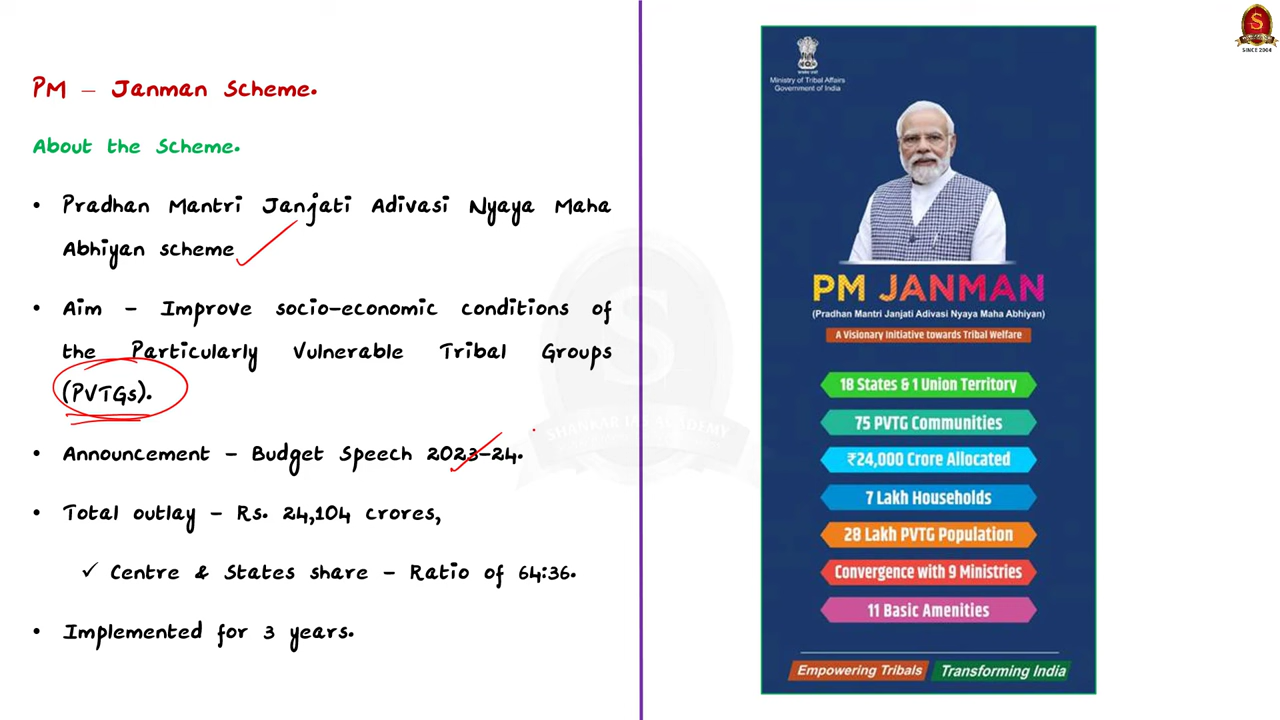 PM – Janman Scheme.
About the Scheme.
• Pradhan Mantri Janjati Adivasi Nyaya Maha
Abhiyan scheme
• Aim – Improve socio-economic conditions of
the Particularly Vulnerable Tribal Groups
(PVTGs).
• Announcement – Budget Speech 2023-24.
• Total outlay – Rs. 24,104 crores,
✓ Centre & States share – Ratio of 64:36.
• Implemented for 3 years.
SHANKAR IAS ACADEMY
Ministry of Tribal Affairs
Government of India
PM JANMAN
(Pradhan Mantri Janjati Adivasi Nyaya Maha Abhiyan)
A Visionary Initiative towards Tribal Welfare
18 States & 1 Union Territory
75 PVTG Communities
₹24,000 Crore Allocated
7 Lakh Households
28 Lakh PVTG Population
Convergence with 9 Ministries
11 Basic Amenities
Empowering Tribals Transforming India
S
SINCE 2004